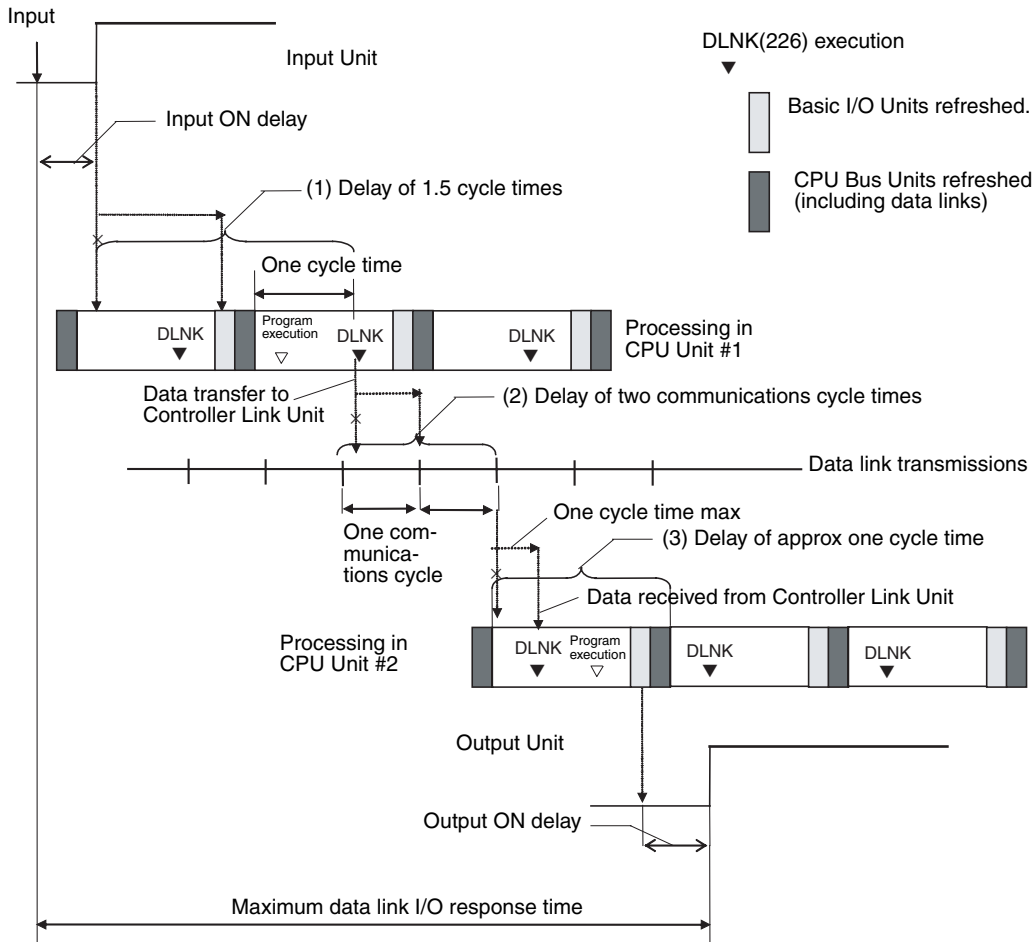 Input
Input Unit
DLNK(226) execution
Basic I/O Units refreshed.
CPU Bus Units refreshed
(including data links)
Input ON delay
(1) Delay of 1.5 cycle times
One cycle time
DLNK
Program
execution
DLNK
DLNK
Processing in
CPU Unit #1
Data transfer to
Controller Link Unit
(2) Delay of two communications cycle times
Data link transmissions
One com-
munica-
tions cycle
One cycle time max
(3) Delay of approx one cycle time
Data received from Controller Link Unit
Processing in
CPU Unit #2
DLNK
Program
execution
DLNK
DLNK
Output Unit
Output ON delay
Maximum data link I/O response time